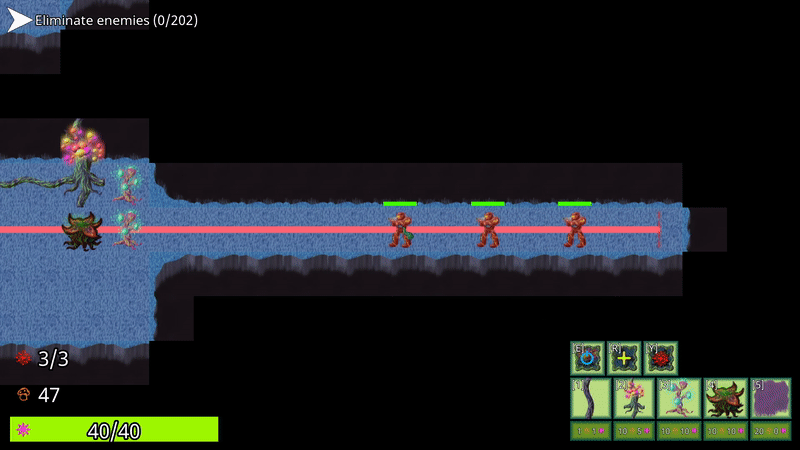 Eliminate enemies (0/202)
3/3
47
40/40
[E] [R] [Y]
[1] [2] [3] [4] [5]